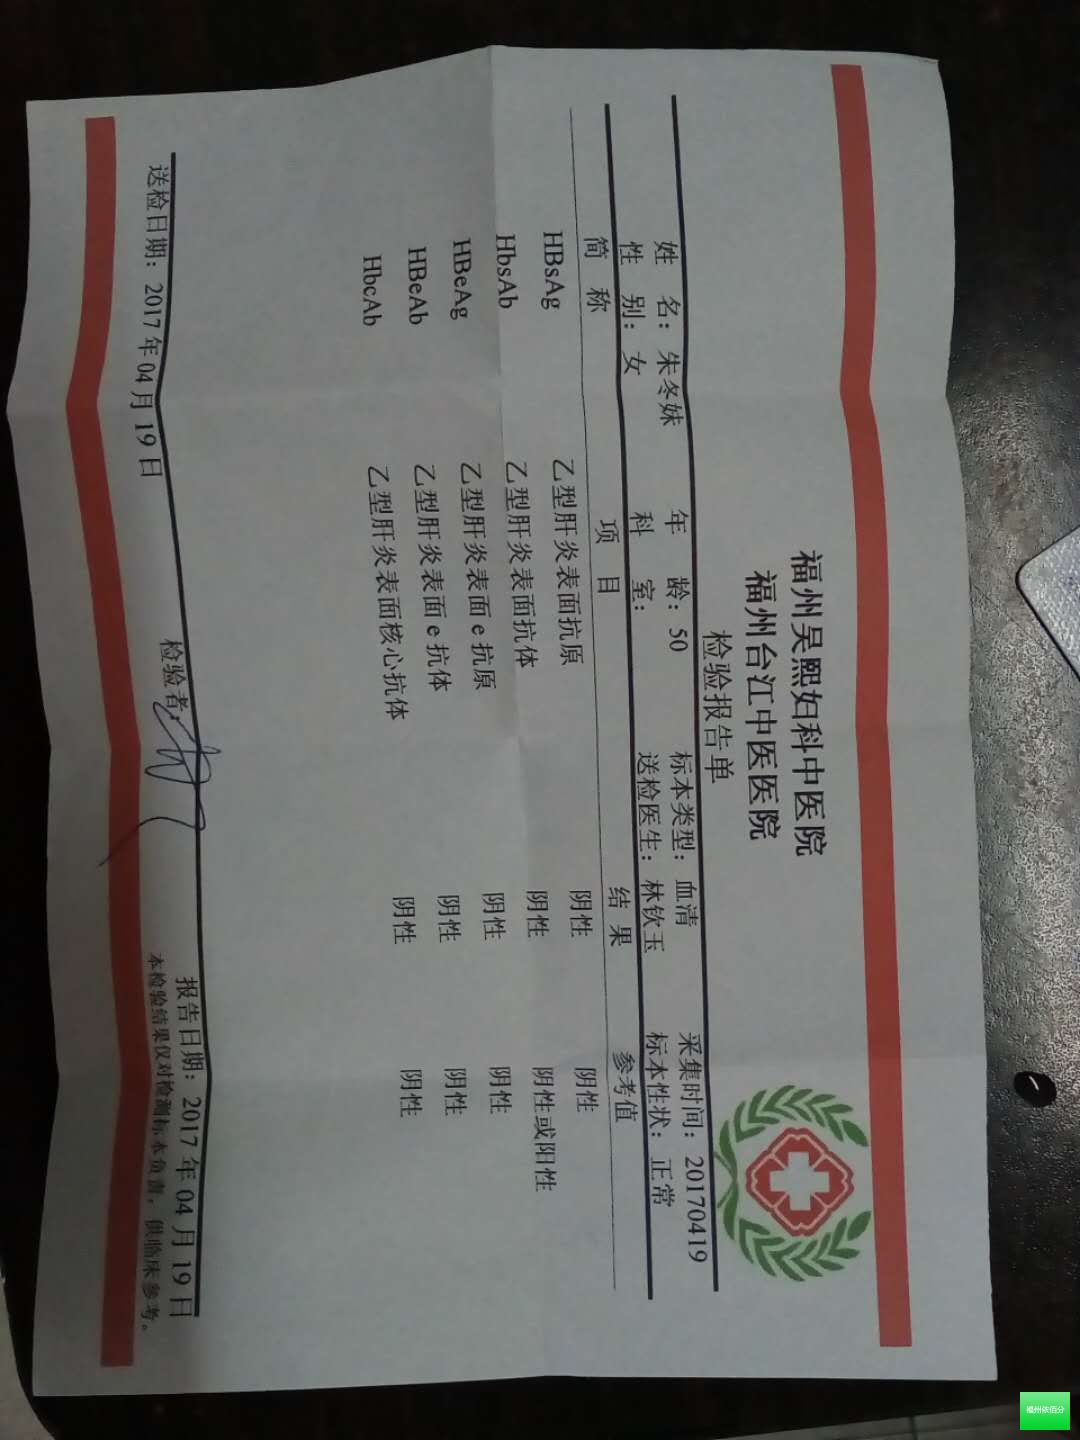 福州吴熙妇科中医院
福州台江中医医院
检验报告单
姓 名：朱冬妹 年 龄：50 标本类型：血清 采集时间：20170419
性 别：女 科 室： 送检医生：林钦玉 标本性状：正常
简 称 项 目 结 果 参考值
HBsAg 乙型肝炎表面抗原 阴性 阴性
HbsAb 乙型肝炎表面抗体 阴性 阴性或阳性
HBeAg 乙型肝炎表面e抗原 阴性 阴性
HBeAb 乙型肝炎表面e抗体 阴性 阴性
HbcAb 乙型肝炎表面核心抗体 阴性 阴性
送检日期：2017年04月19日 检验者： 报告日期：2017年04月19日
本检验结果仅对检测标本负责，供临床参考。
福州依佰分